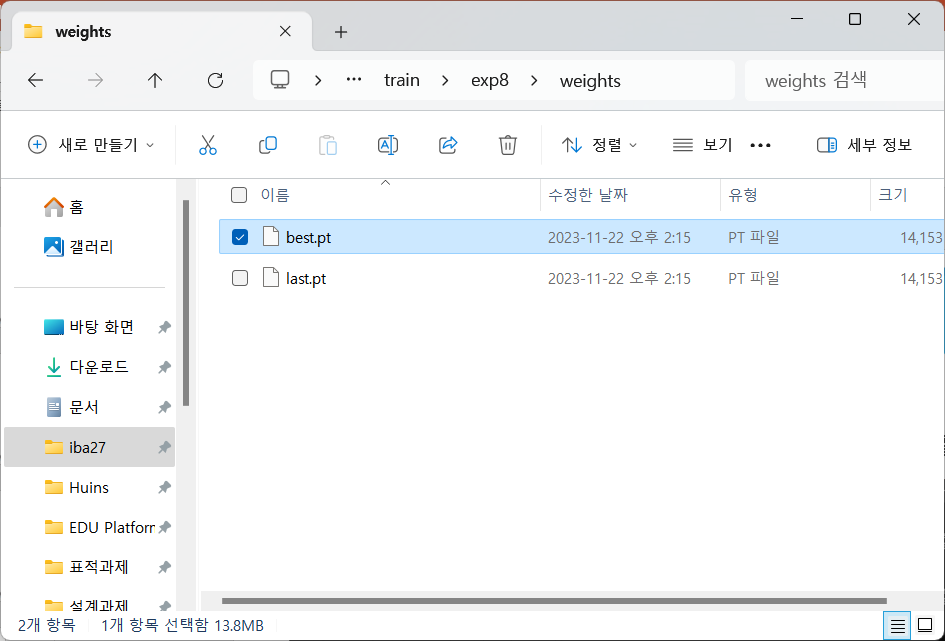 weights
train exp8 weights
weights 검색
새로 만들기
정렬
보기
세부 정보
이름 수정한 날짜 유형 크기
best.pt 2023-11-22 오후 2:15 PT 파일 14,153
last.pt 2023-11-22 오후 2:15 PT 파일 14,153
홈
갤러리
바탕 화면
다운로드
문서
iba27
Huins
EDU Platforr
표적과제
설계과제
2개 항목 1개 항목 선택함 13.8MB